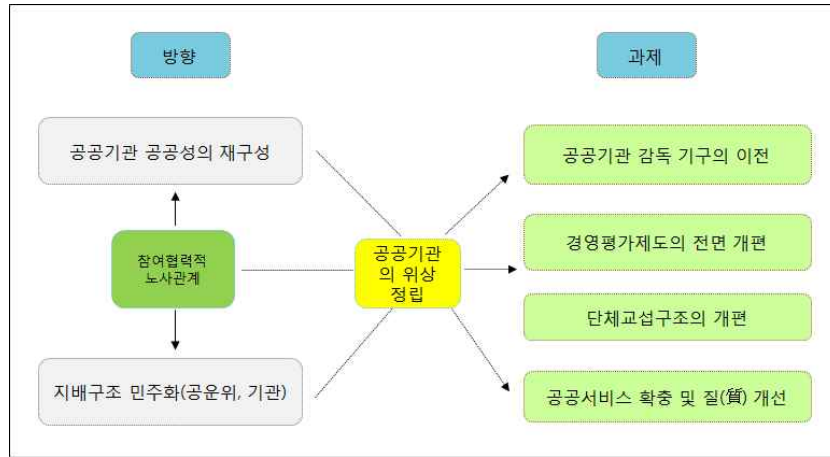 방향
과제
공공기관 공공성의 재구성
공공기관 감독 기구의 이전
경영평가제도의 전면 개편
참여협력적
노사관계
공공기관
의 위상
정립
단체교섭구조의 개편
지배구조 민주화(공운위, 기관)
공공서비스 확충 및 질(質) 개선